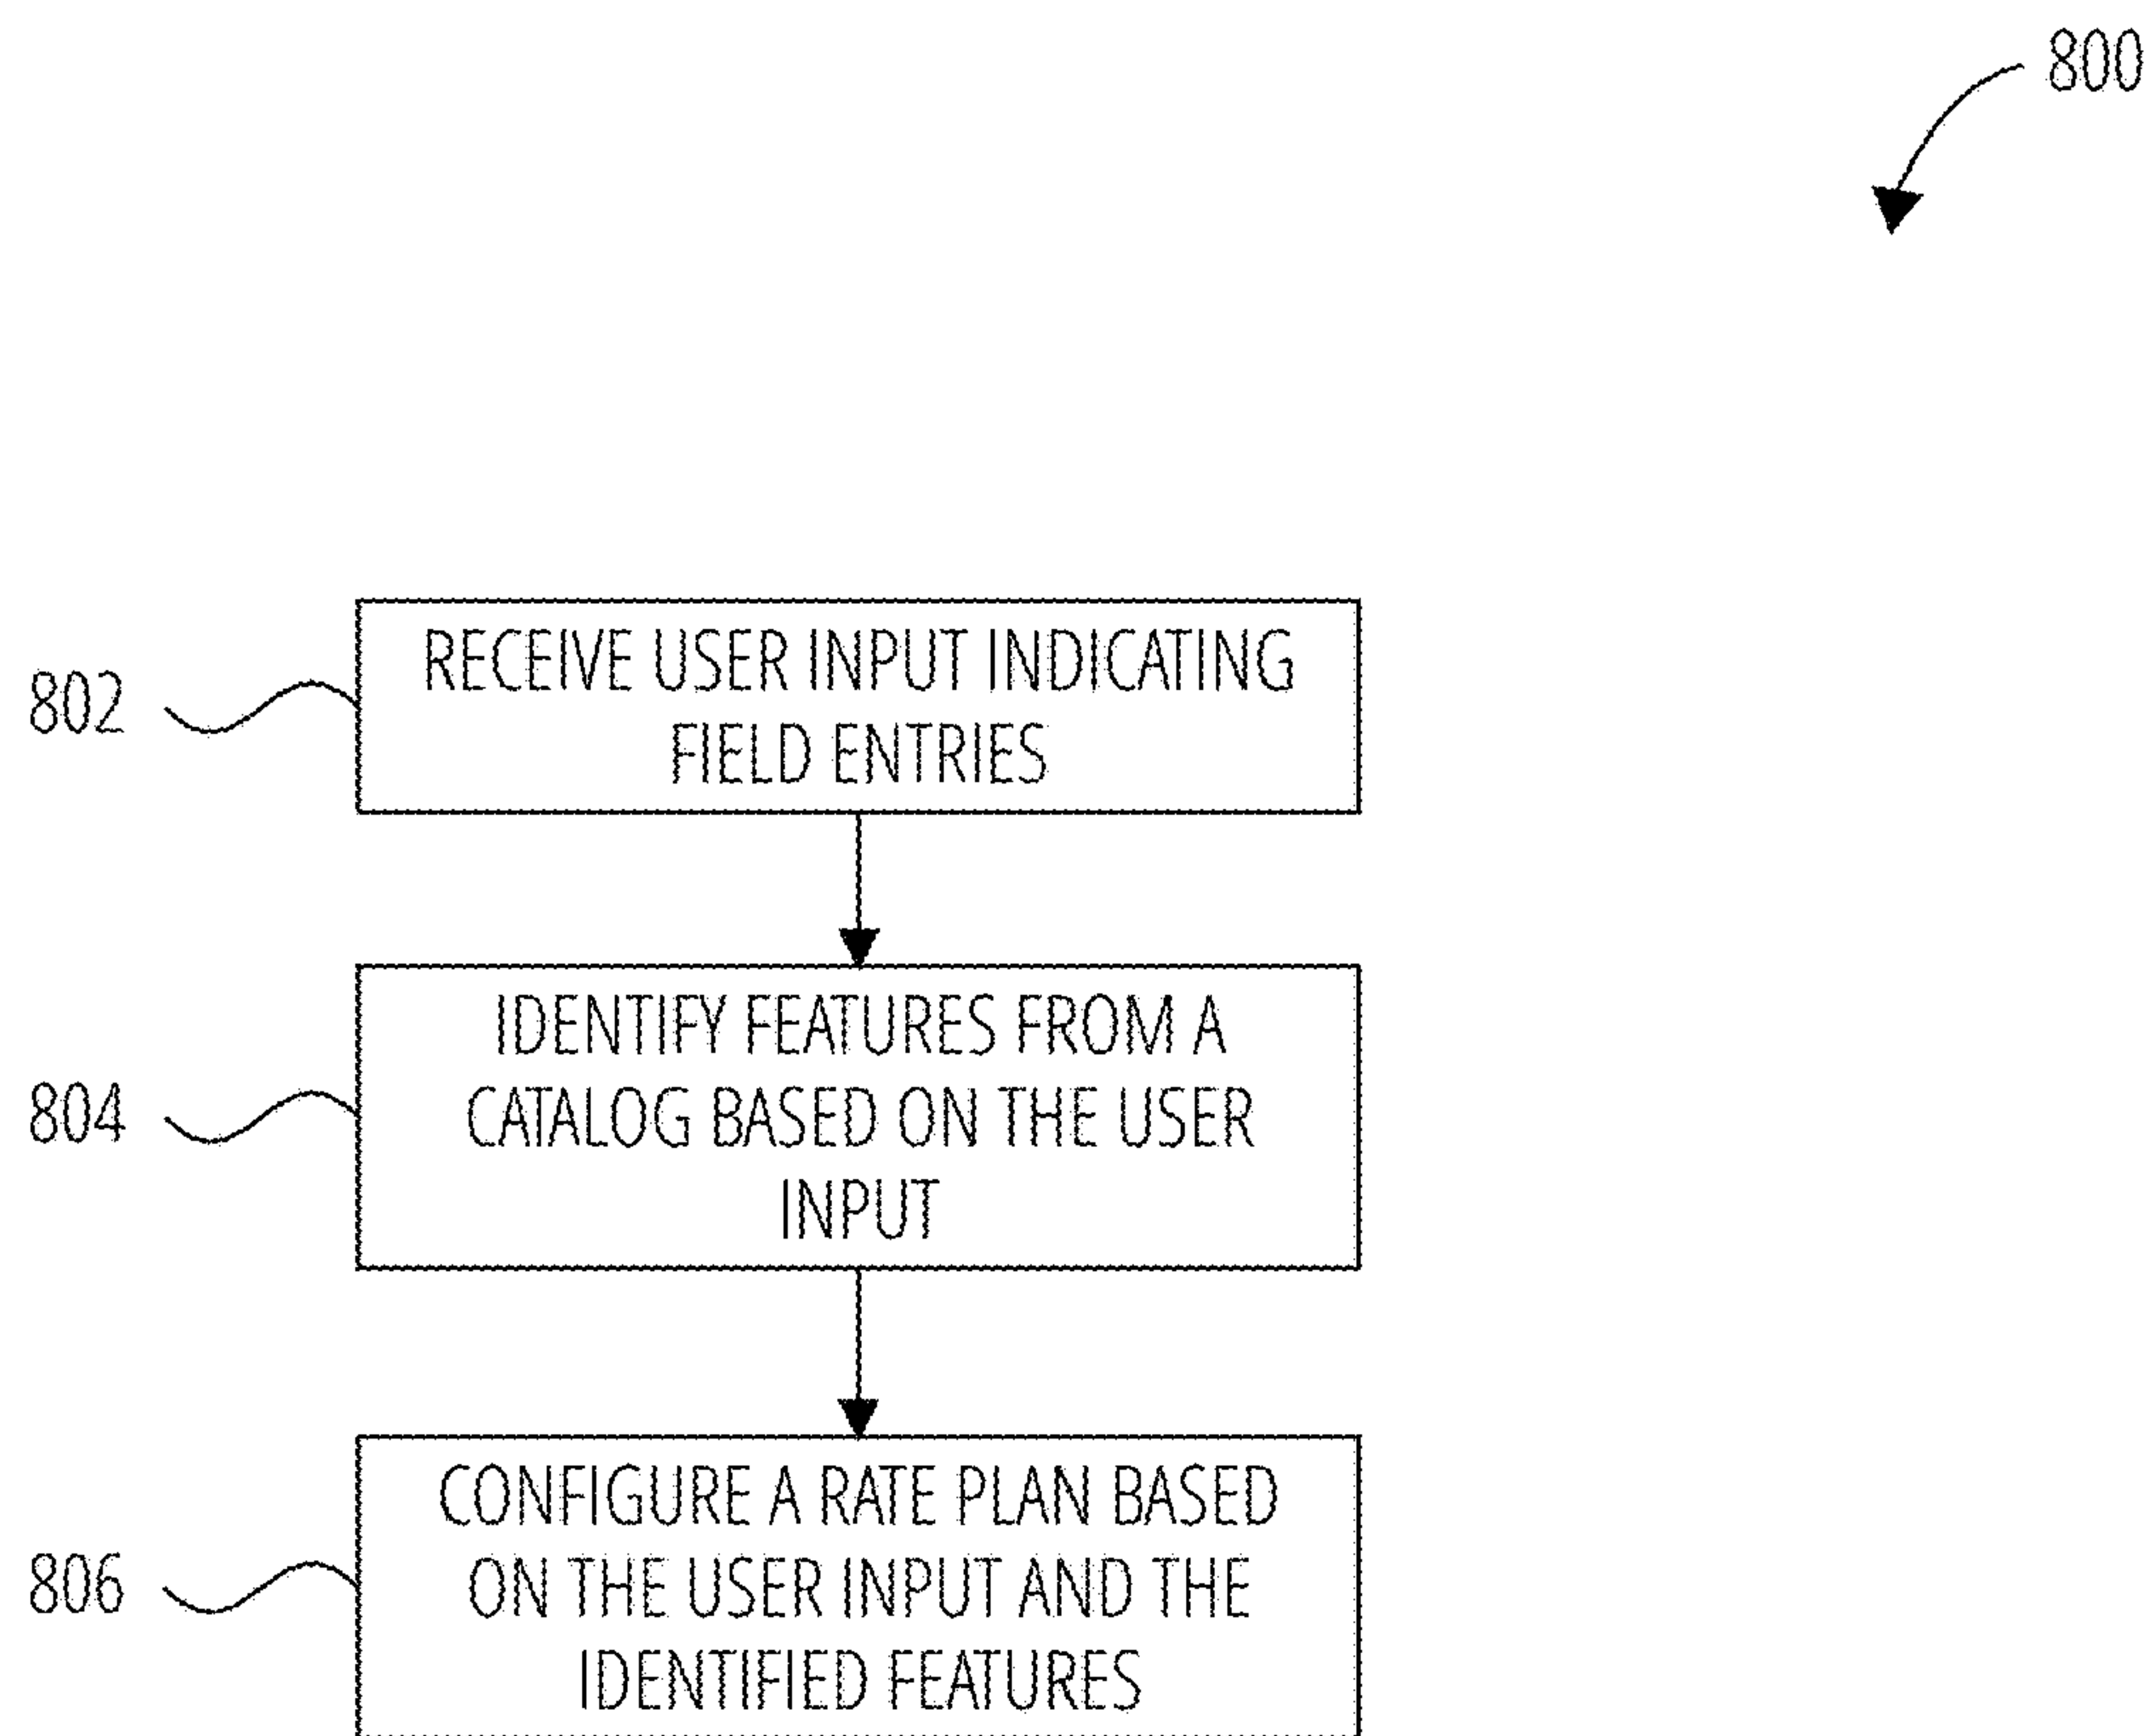 800
802
RECEIVE USER INPUT INDICATING
FIELD ENTRIES
804
IDENTIFY FEATURES FROM A
CATALOG BASED ON THE USER
INPUT
806
CONFIGURE A RATE PLAN BASED
ON THE USER INPUT AND THE
IDENTIFIED FEATURES